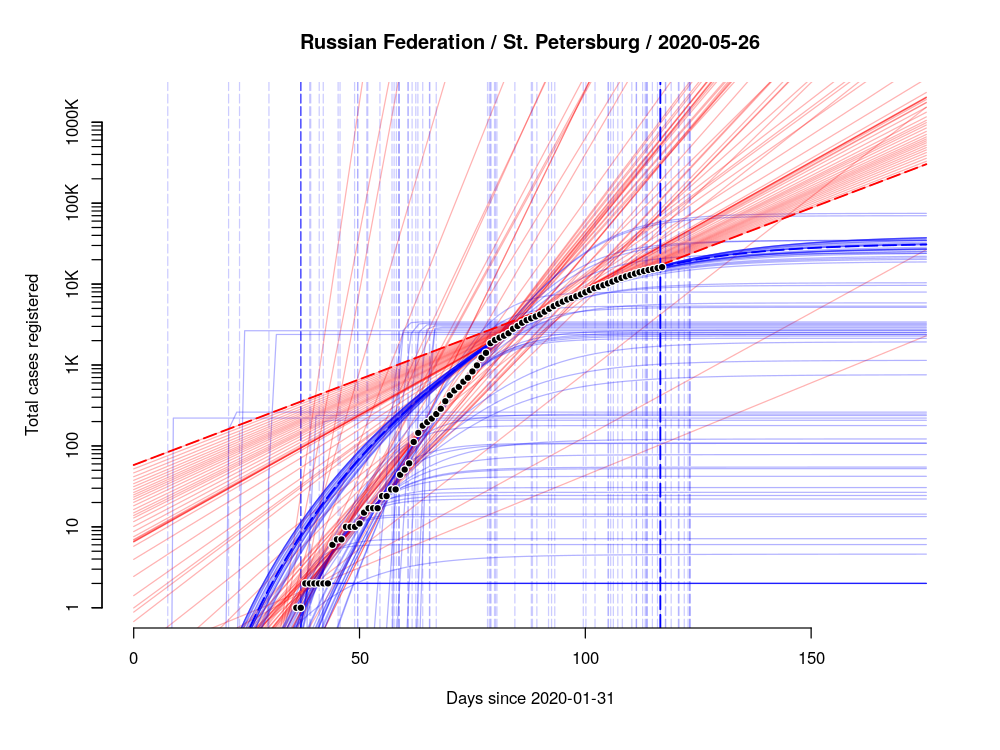 Russian Federation / St. Petersburg / 2020-05-26
Total cases registered
1000K
100K
10K
1K
100
10
1
0 50 100 150
Days since 2020-01-31